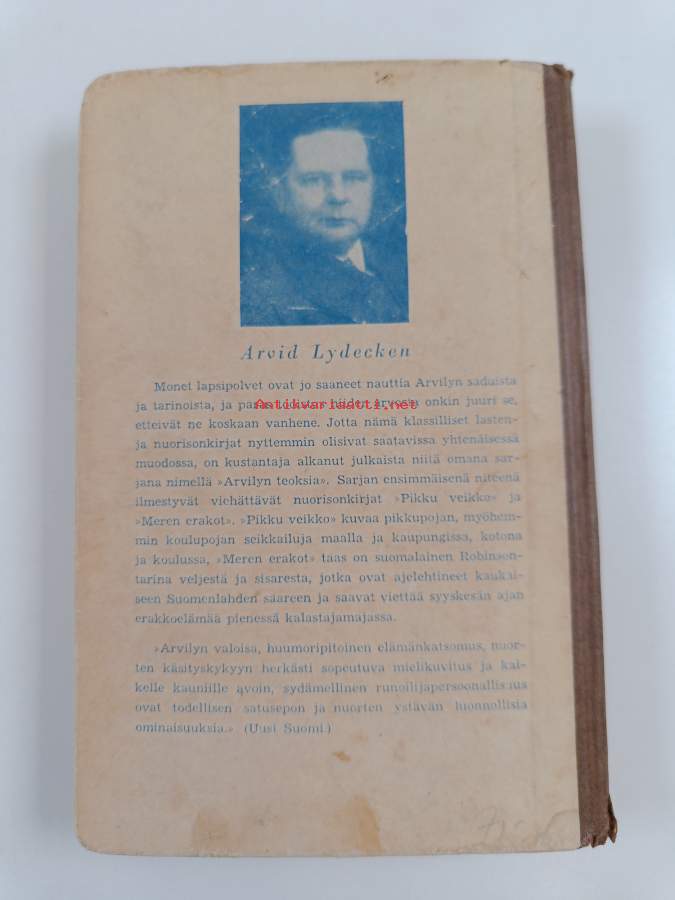 Arvid Lydecken
Monet lapsipolvet ovat jo saaneet nauttia Arvilyn saduista
ja tarinoista, ja paras todistus niiden arvosta onkin juuri se,
Antikvariaatti.net
etteivät ne koskaan vanhene. Jotta nämä klassilliset lasten-
ja nuorisonkirjat nyttemmin olisivat saatavissa yhtenäisessä
muodossa, on kustantaja alkanut julkaista niitä omana sar-
jana nimellä »Arvilyn teoksia». Sarjan ensimmäisenä niteenä
ilmestyvät viehättävät nuorisonkirjat »Pikku veikko» ja
»Meren erakot». »Pikku veikko» kuvaa pikkupojan, myöhem-
min koulupojan seikkailuja maalla ja kaupungissa, kotona
ja koulussa, »Meren erakot» taas on suomalainen Robinson-
tarina veljestä ja sisaresta, jotka ovat ajelehtineet kaukai-
seen Suomenlahden saareen ja saavat viettää syyskesän ajan
erakkoelämää pienessä kalastajamajassa.
»Arvilyn valoisa, huumoripitoinen elämänkatsomus, nuor-
ten käsityskykyyn herkästi sopeutuva mielikuvitus ja kai-
kelle kauniille avoin, sydämellinen runoilijapersoonallisuus
ovat todellisen satusepon ja nuorten ystävän luonnollisia
ominaisuuksia.» (Uusi Suomi.)